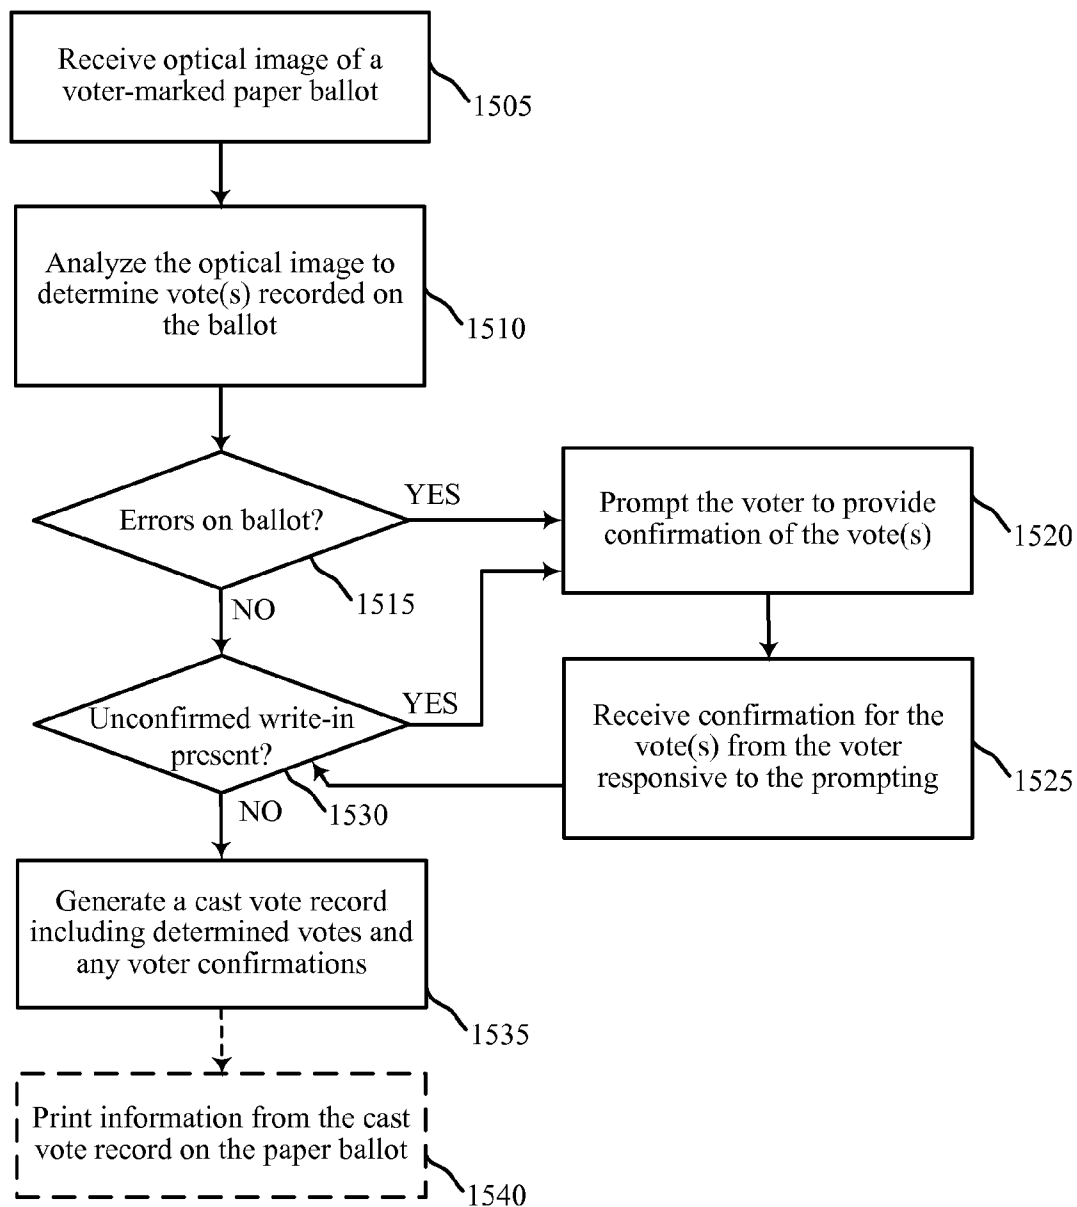 Receive optical image of a
voter-marked paper ballot
1505
Analyze the optical image to
determine vote(s) recorded on
the ballot
1510
Errors on ballot?
YES
1515
NO
Prompt the voter to provide
confirmation of the vote(s)
1520
Unconfirmed write-in
present?
YES
1530
NO
Receive confirmation for the
vote(s) from the voter
responsive to the prompting
1525
Generate a cast vote record
including determined votes and
any voter confirmations
1535
Print information from the cast
vote record on the paper ballot
1540